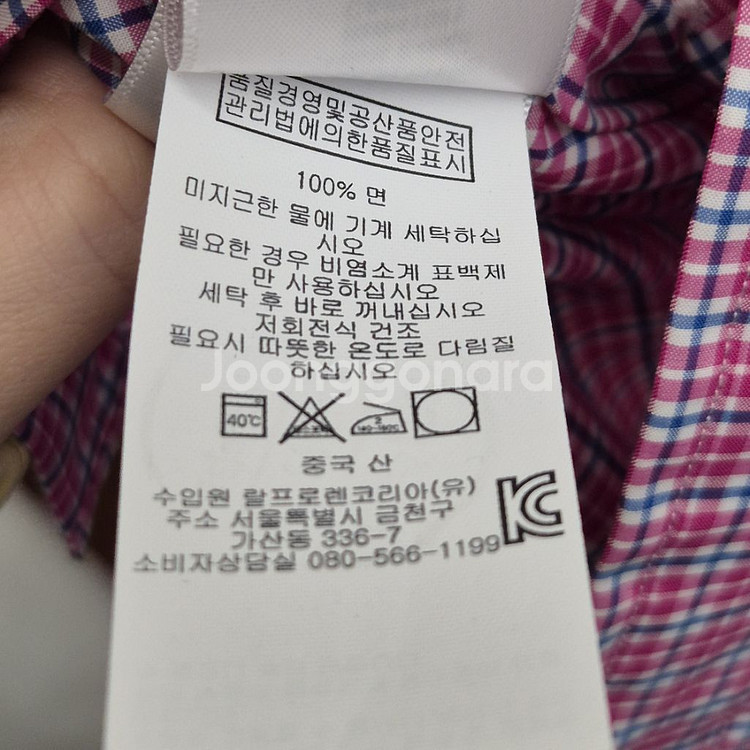 품질경영및공산품안전
관리법에의한품질표시
100% 면
미지근한 물에 기계 세탁하십
시오
필요한 경우 비염소계 표백제
만 사용하십시오
세탁 후 바로 꺼내십시오
저회전식 건조
필요시 따뜻한 온도로 다림질
하십시오
Joonggonara
40℃
중국 산
수입원 랄프로렌코리아(유)
주소 서울특별시 금천구
가산동 336-7
소비자상담실 080-566-1199